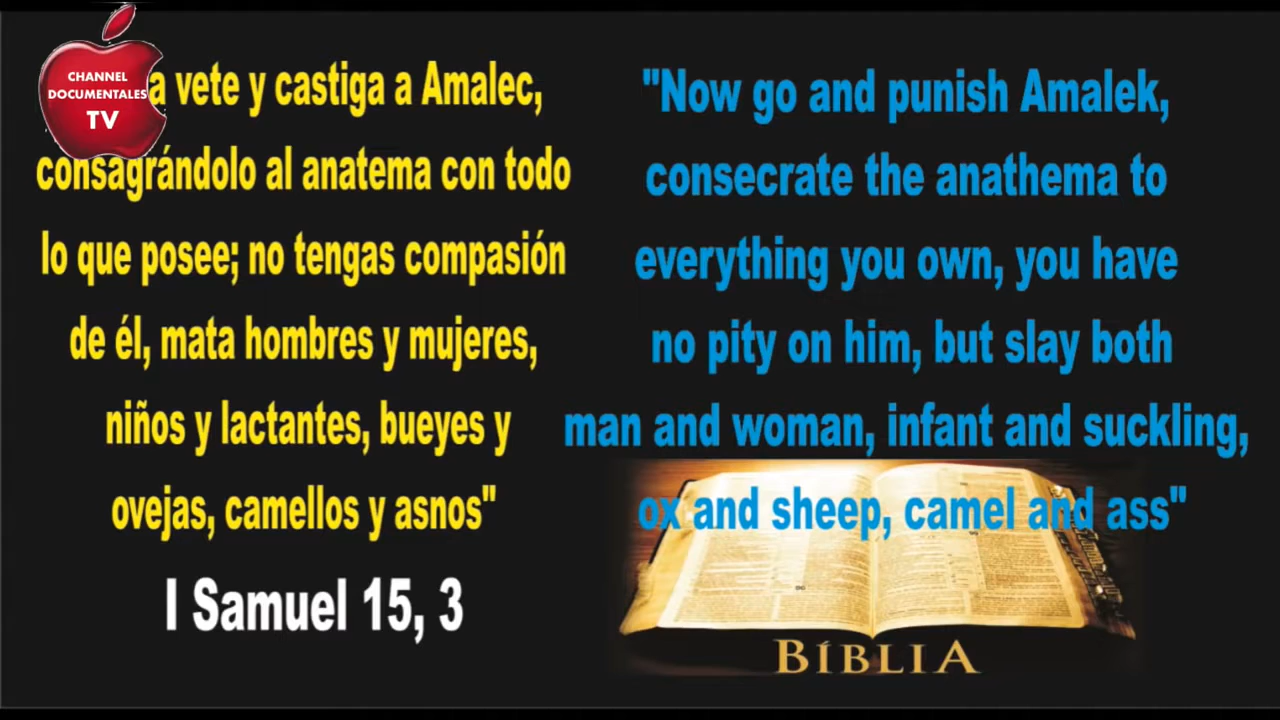 CHANNEL
DOCUMENTALES
TV
vete y castiga a Amalec,
consagrándolo al anatema con todo
lo que posee; no tengas compasión
de él, mata hombres y mujeres,
niños y lactantes, bueyes y
ovejas, camellos y asnos"
I Samuel 15, 3
"Now go and punish Amalek,
consecrate the anathema to
everything you own, you have
no pity on him, but slay both
man and woman, infant and suckling,
ox and sheep, camel and ass"
BÍBLIA